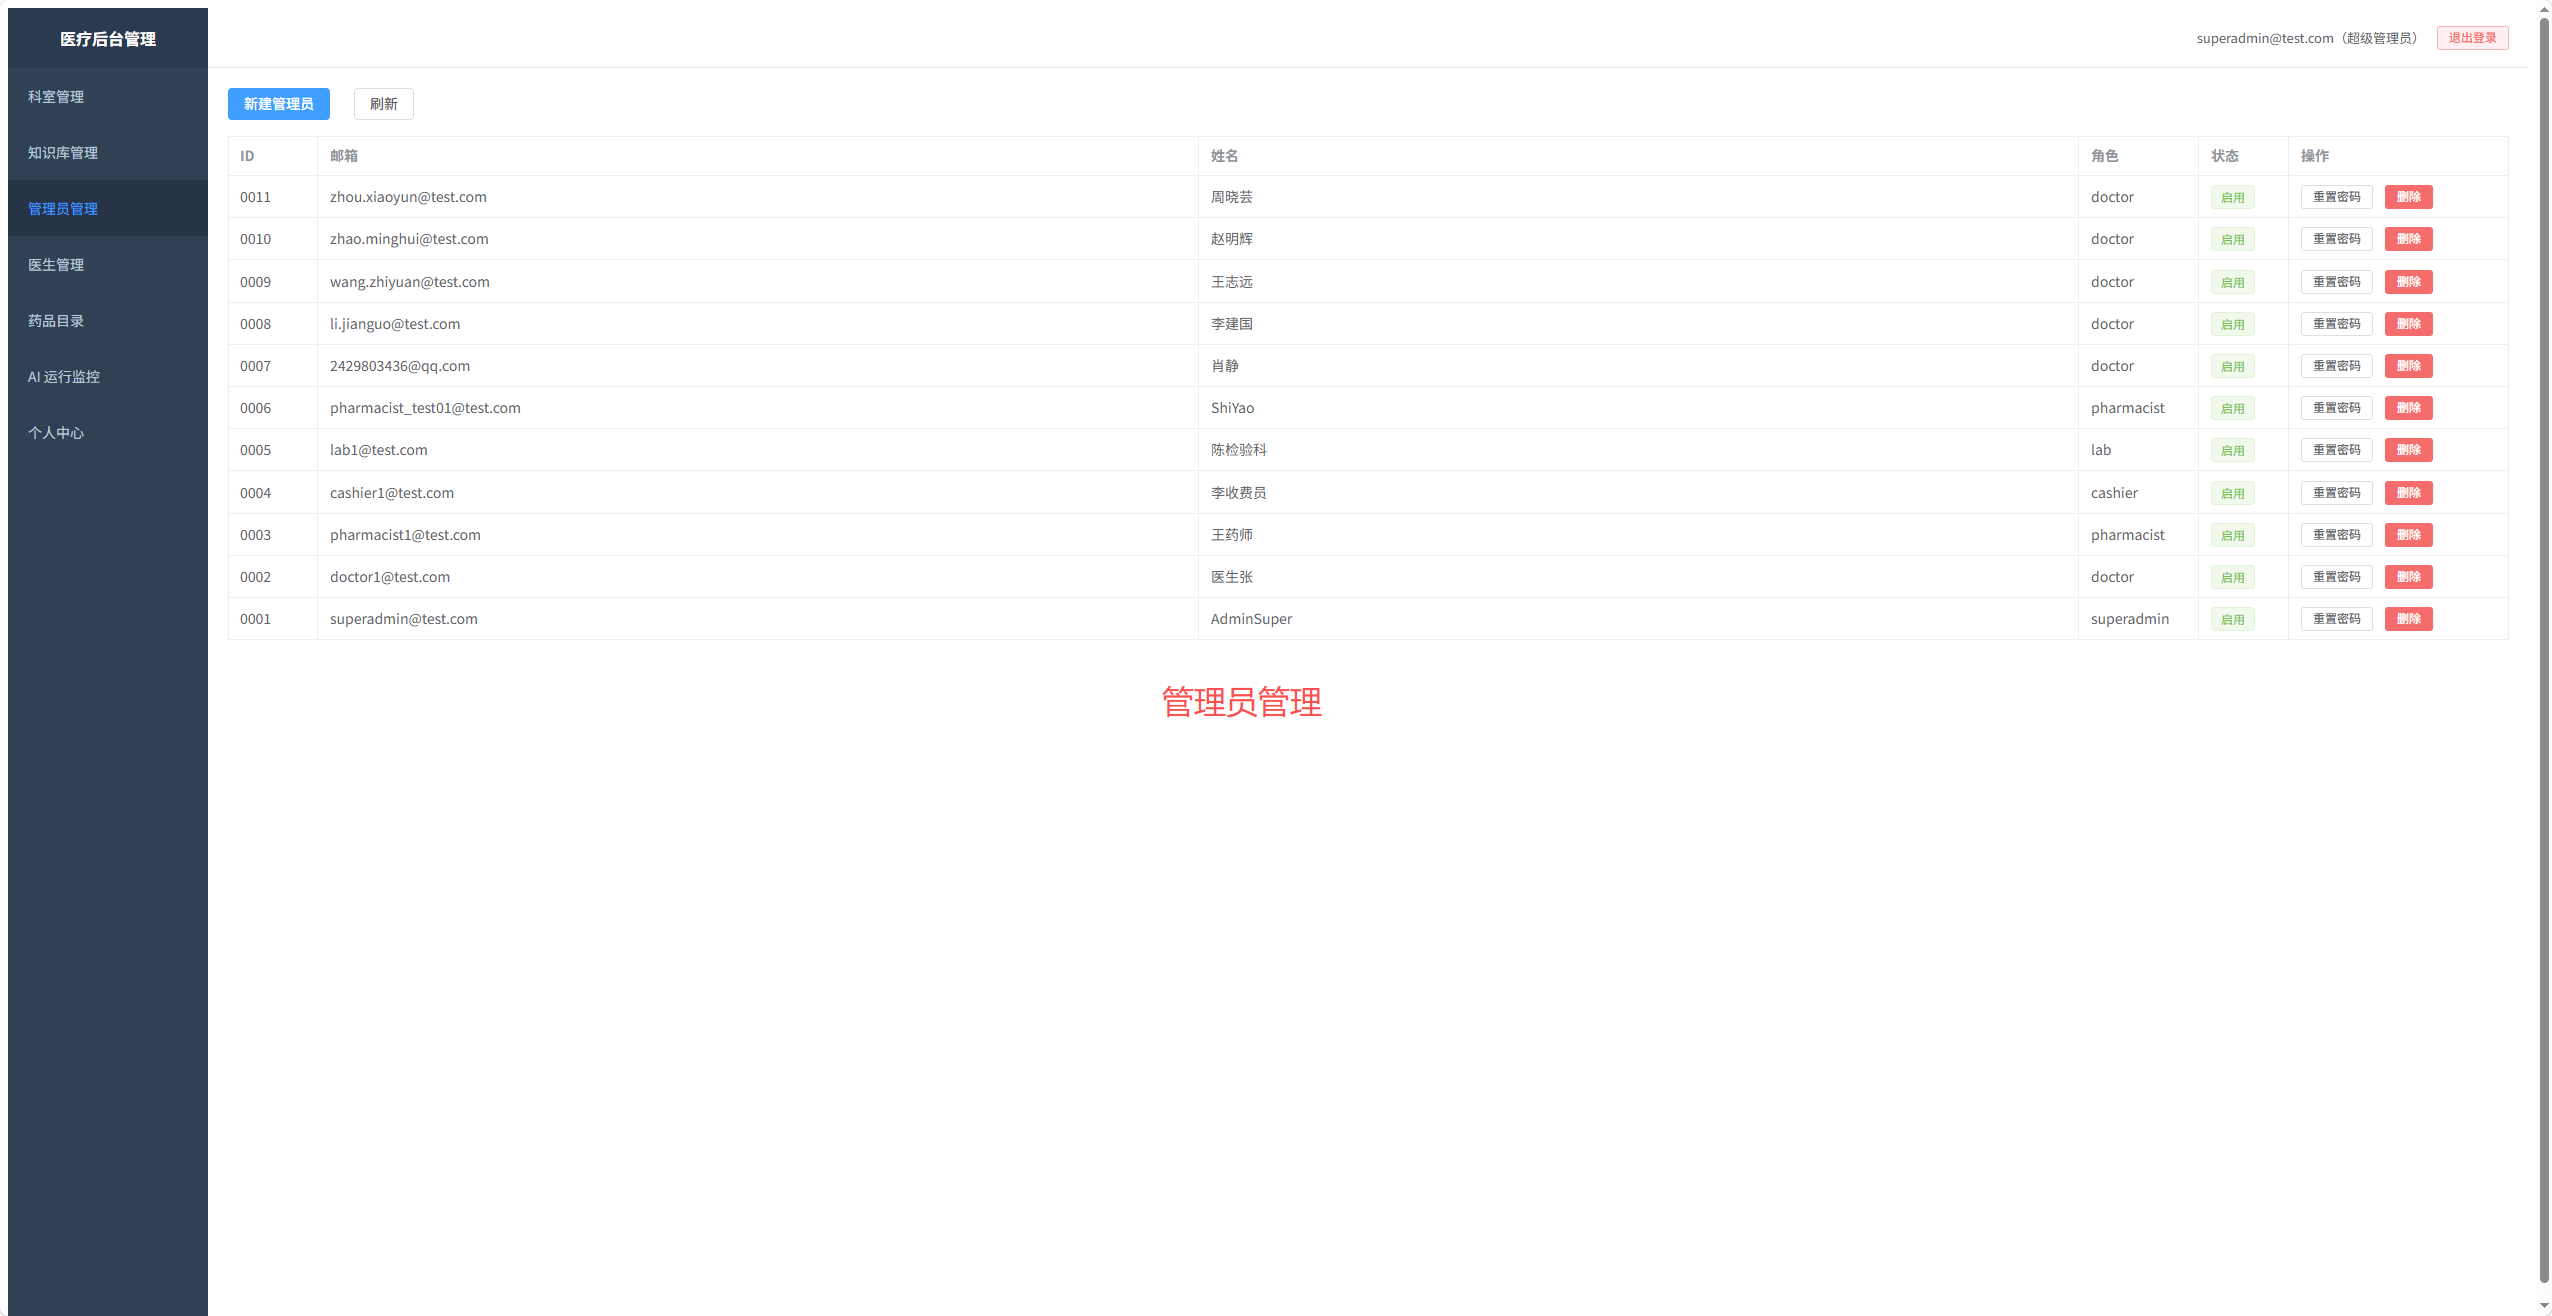 医疗后台管理
superadmin@test.com（超级管理员） 退出登录
科室管理
知识库管理
管理员管理
医生管理
药品目录
AI 运行监控
个人中心
新建管理员 刷新
ID 邮箱 姓名 角色 状态 操作
0011 zhou.xiaoyun@test.com 周晓芸 doctor 启用 重置密码 删除
0010 zhao.minghui@test.com 赵明辉 doctor 启用 重置密码 删除
0009 wang.zhiyuan@test.com 王志远 doctor 启用 重置密码 删除
0008 li.jianguo@test.com 李建国 doctor 启用 重置密码 删除
0007 2429803436@qq.com 肖静 doctor 启用 重置密码 删除
0006 pharmacist_test01@test.com ShiYao pharmacist 启用 重置密码 删除
0005 lab1@test.com 陈检验科 lab 启用 重置密码 删除
0004 cashier1@test.com 李收费员 cashier 启用 重置密码 删除
0003 pharmacist1@test.com 王药师 pharmacist 启用 重置密码 删除
0002 doctor1@test.com 医生张 doctor 启用 重置密码 删除
0001 superadmin@test.com AdminSuper superadmin 启用 重置密码 删除
管理员管理